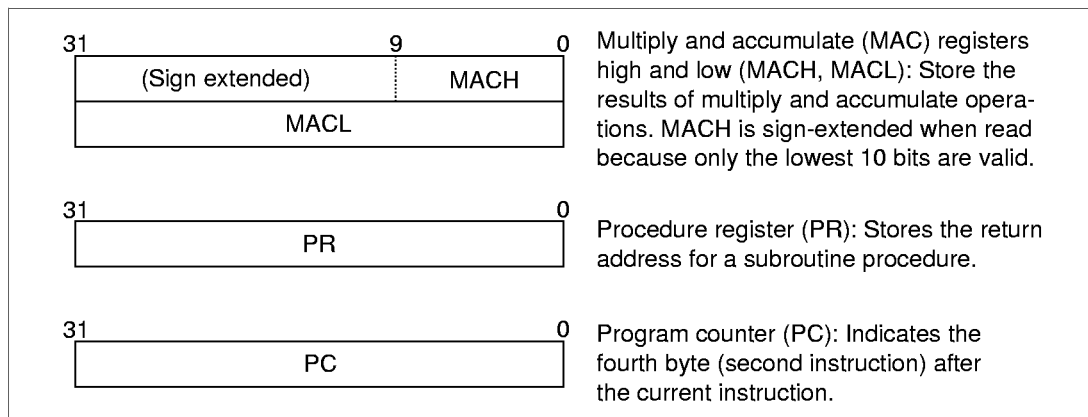 31 9 0
(Sign extended) MACH
MACL
Multiply and accumulate (MAC) registers
high and low (MACH, MACL): Store the
results of multiply and accumulate opera-
tions. MACH is sign-extended when read
because only the lowest 10 bits are valid.
31 0
PR
Procedure register (PR): Stores the return
address for a subroutine procedure.
31 0
PC
Program counter (PC): Indicates the
fourth byte (second instruction) after
the current instruction.